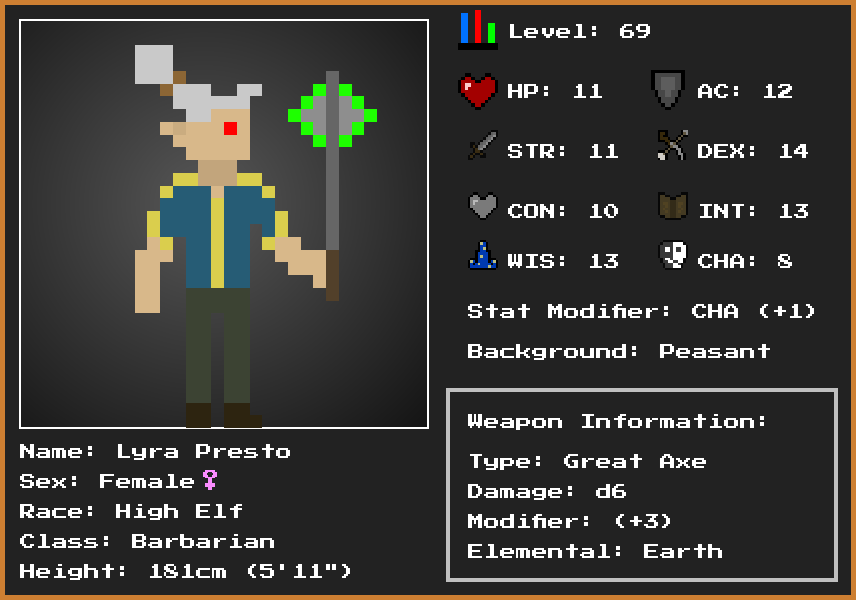 Level: 69
HP: 11 AC: 12
STR: 11 DEX: 14
CON: 10 INT: 13
WIS: 13 CHA: 8
Stat Modifier: CHA (+1)
Background: Peasant
Weapon Information:
Type: Great Axe
Damage: d6
Modifier: (+3)
Elemental: Earth
Name: Lyra Presto
Sex: Female♀
Race: High Elf
Class: Barbarian
Height: 181cm (5'11")